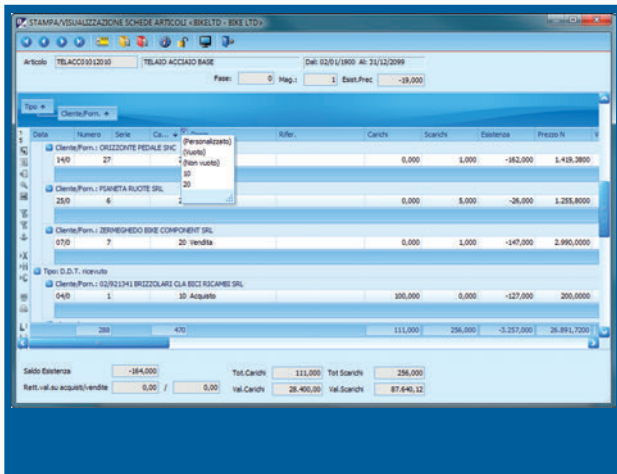 STAMPA/VISUALIZZAZIONE SCHEDE ARTICOLI «BIKELTD - BIKE LTD»
Articolo TELACC01012010 TELAIO ACCIAIO BASE Dal: 02/01/1900 Al: 31/12/2099
Fase: 0 Mag.: 1 Esist.Prec -19,000
Tipo
Cliente/Forn.
Data Numero Serie Ca... Rifer. Carichi Scarichi Esistenza Prezzo N
(Personalizzato)
(Vuoto)
(Non vuoto)
10
20
Cliente/Forn.: ORIZZONTE PEDALE SNC
14/0 27 0,000 1,000 -162,000 1.419,3800
Cliente/Forn.: PIANETA RUOTE SRL
25/0 6 0,000 5,000 -26,000 1.255,8000
Cliente/Forn.: ZERMEGHEDO BIKE COMPONENT SRL
07/0 7 20 Vendita 0,000 1,000 -147,000 2.990,0000
Tipo: D.D.T. ricevuto
Cliente/Forn.: 02/021341 BRIZZOLARI CLA BICI RICAMBI SRL
04/0 1 10 Acquisto 100,000 0,000 -127,000 200,0000
288 470 111,000 256,000 -3.257,000 26.891,7200
Saldo Esistenza -164,000 Tot.Carichi 111,000 Tot Scarichi 256,000
Rett.val.su acquisti/vendite 0,00 / 0,00 Val.Carichi 28.400,00 Val.Scarichi 87.640,12